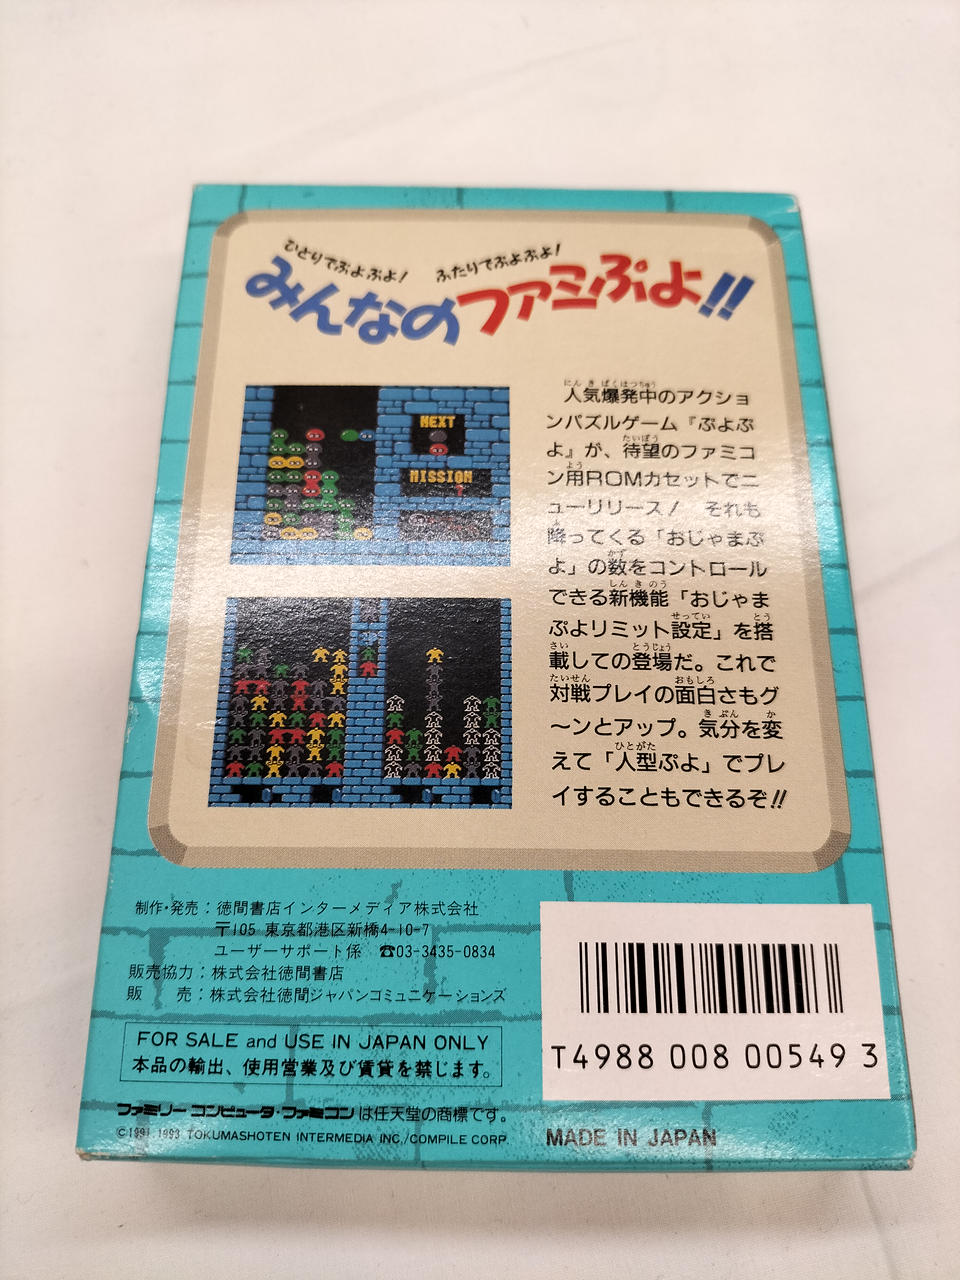 ひとりでぷよぷよ！ ふたりでぷよぷよ！
みんなのファミぷよ!!
NEXT
MISSION
人気爆発中のアクショ
ンパズルゲーム『ぷよぷ
よ』が、待望のファミコ
ン用ROMカセットでニ
ューリリース！ それも
降ってくる「おじゃまぷ
よ」の数をコントロール
できる新機能「おじゃま
ぷよリミット設定」を搭
載しての登場だ。これで
対戦プレイの面白さもグ
〜ンとアップ。気分を変
えて「人型ぷよ」でプレ
イすることもできるぞ!!
制作・発売：徳間書店インターメディア株式会社
〒105 東京都港区新橋4-10-7
ユーザーサポート係 ☎03-3435-0834
販売協力：株式会社徳間書店
販 売：株式会社徳間ジャパンコミュニケーションズ
FOR SALE and USE IN JAPAN ONLY
本品の輸出、使用営業及び賃貸を禁じます。
ファミリーコンピュータ・ファミコンは任天堂の商標です。
©1991,1993 TOKUMASHOTEN INTERMEDIA INC./COMPILE CORP.
T4988 008 00549 3
MADE IN JAPAN